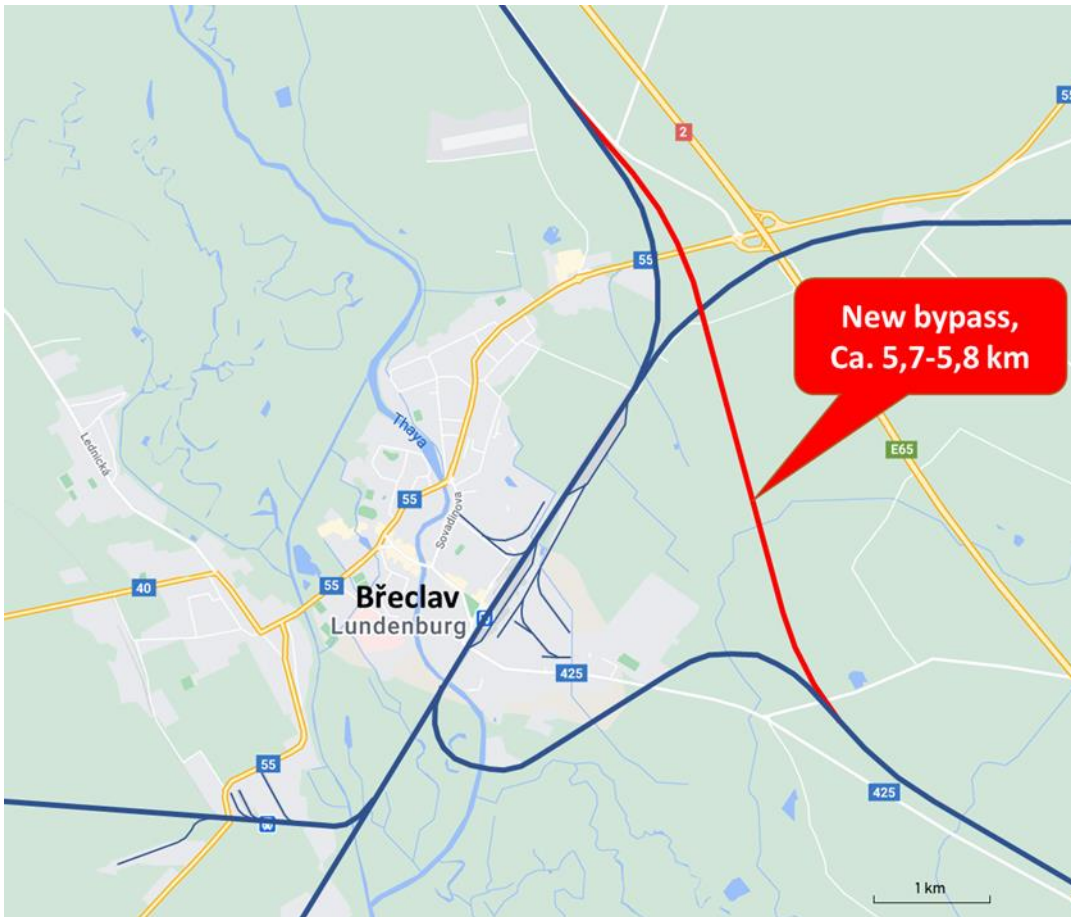 55
2
55
New bypass,
Ca. 5,7-5,8 km
Lednická
Thaya
E65
55
Sovadinova
40
55
Břeclav
Lundenburg
425
55
425
1 km